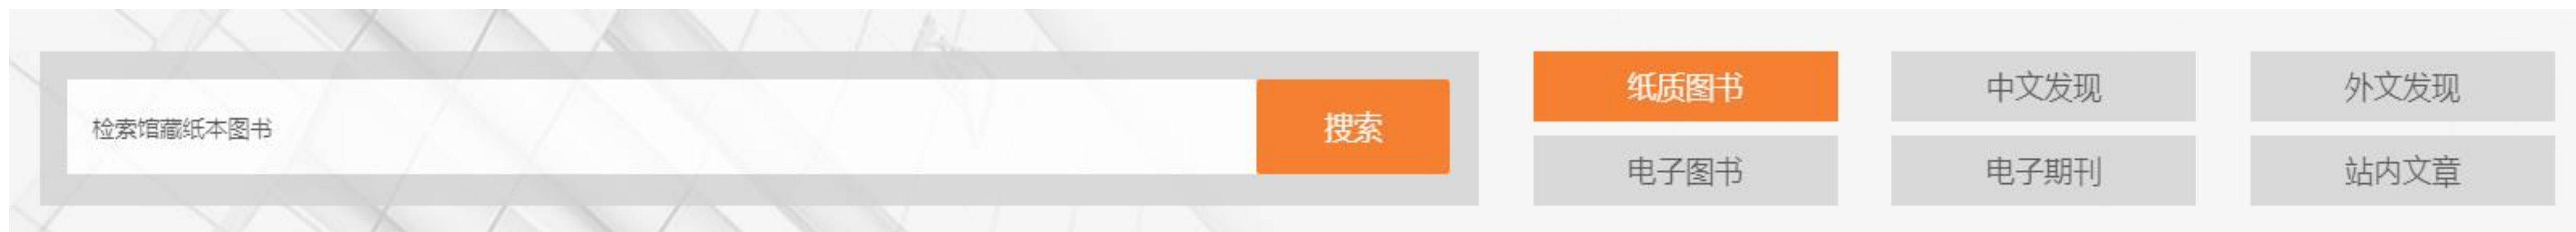 检索馆藏纸本图书
搜索
纸质图书
中文发现
外文发现
电子图书
电子期刊
站内文章